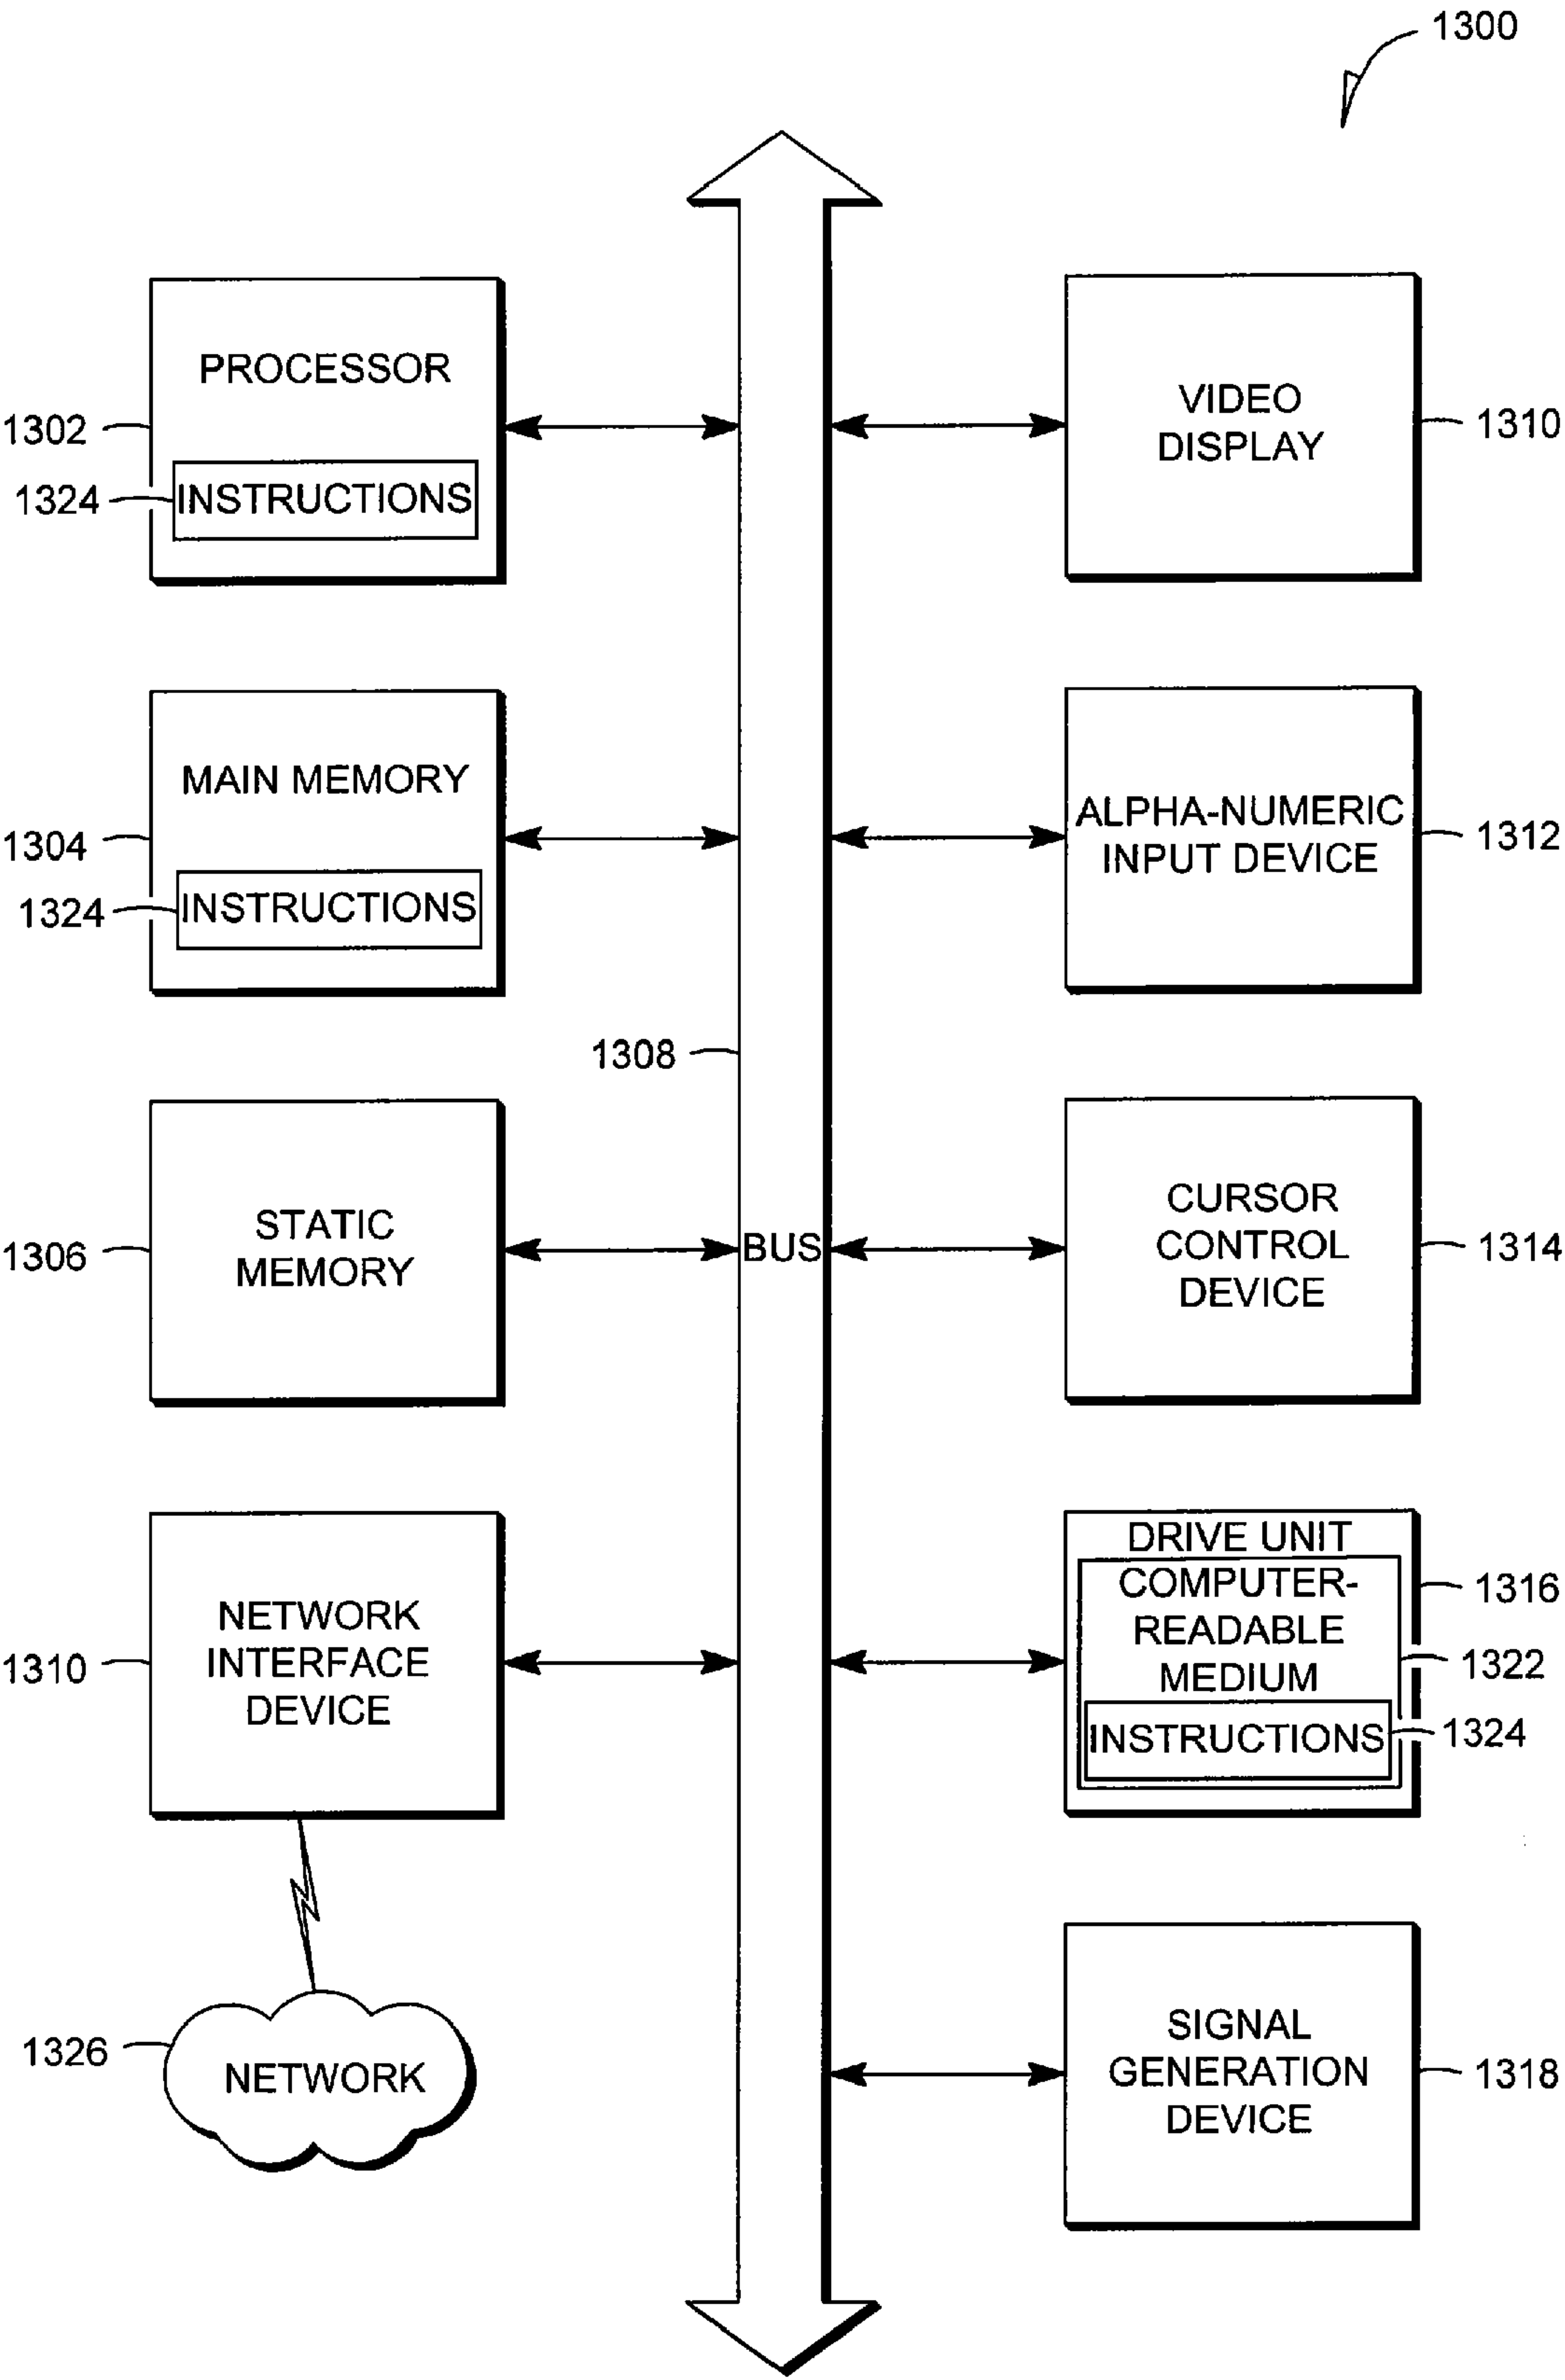 1300
PROCESSOR
1302
1324
INSTRUCTIONS
VIDEO
DISPLAY
1310
MAIN MEMORY
1304
1324
INSTRUCTIONS
ALPHA-NUMERIC
INPUT DEVICE
1312
1308
STATIC
MEMORY
1306
BUS
CURSOR
CONTROL
DEVICE
1314
NETWORK
INTERFACE
DEVICE
1310
DRIVE UNIT
COMPUTER-
READABLE
MEDIUM
1316
1322
INSTRUCTIONS
1324
1326
NETWORK
SIGNAL
GENERATION
DEVICE
1318